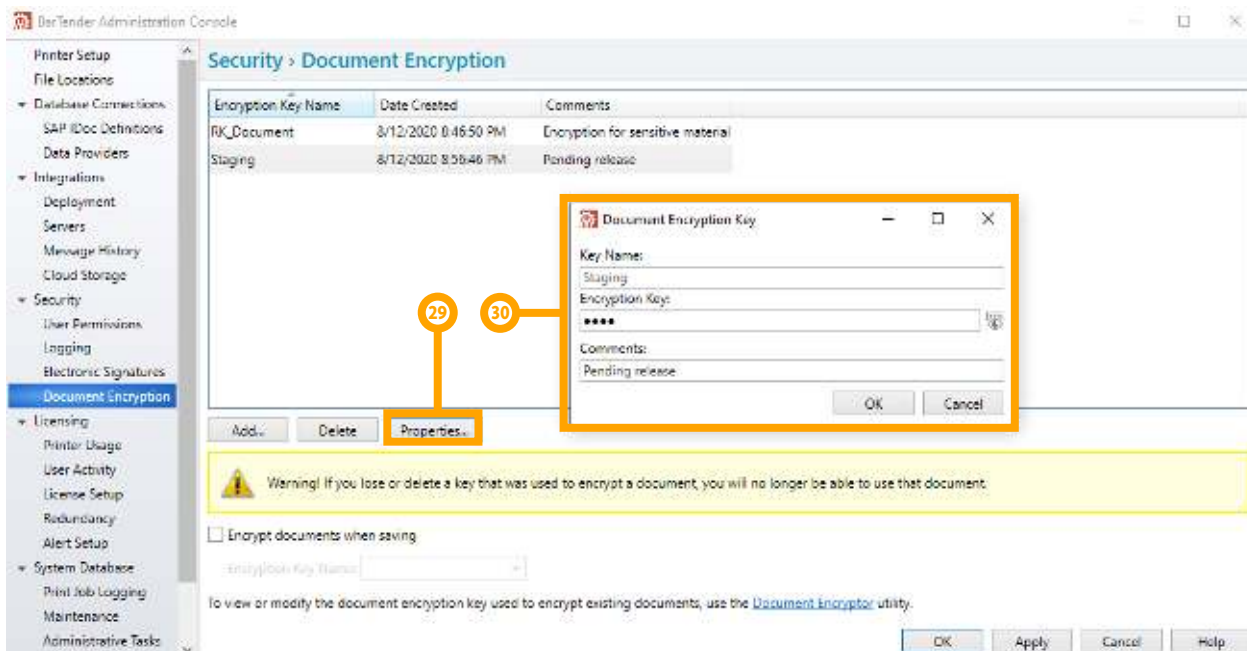 BarTender Administration Console
Printer Setup
File Locations
Database Connections
SAP IDoc Definitions
Data Providers
Integrations
Deployment
Servers
Message History
Cloud Storage
Security
User Permissions
Logging
Electronic Signatures
Document Encryption
Licensing
Printer Usage
User Activity
License Setup
Redundancy
Alert Setup
System Database
Print Job Logging
Maintenance
Administrative Tasks
Security › Document Encryption
Encryption Key Name Date Created Comments
RK_Document 8/12/2020 8:46:50 PM Encryption for sensitive material
Staging 8/12/2020 8:56:46 PM Pending release
29 30
Document Encryption Key
Key Name:
Staging
Encryption Key:
••••
Comments:
Pending release
OK Cancel
Add... Delete Properties...
Warning! If you lose or delete a key that was used to encrypt a document, you will no longer be able to use that document.
Encrypt documents when saving
Encryption Key Name:
To view or modify the document encryption key used to encrypt existing documents, use the Document Encryptor utility.
OK Apply Cancel Help